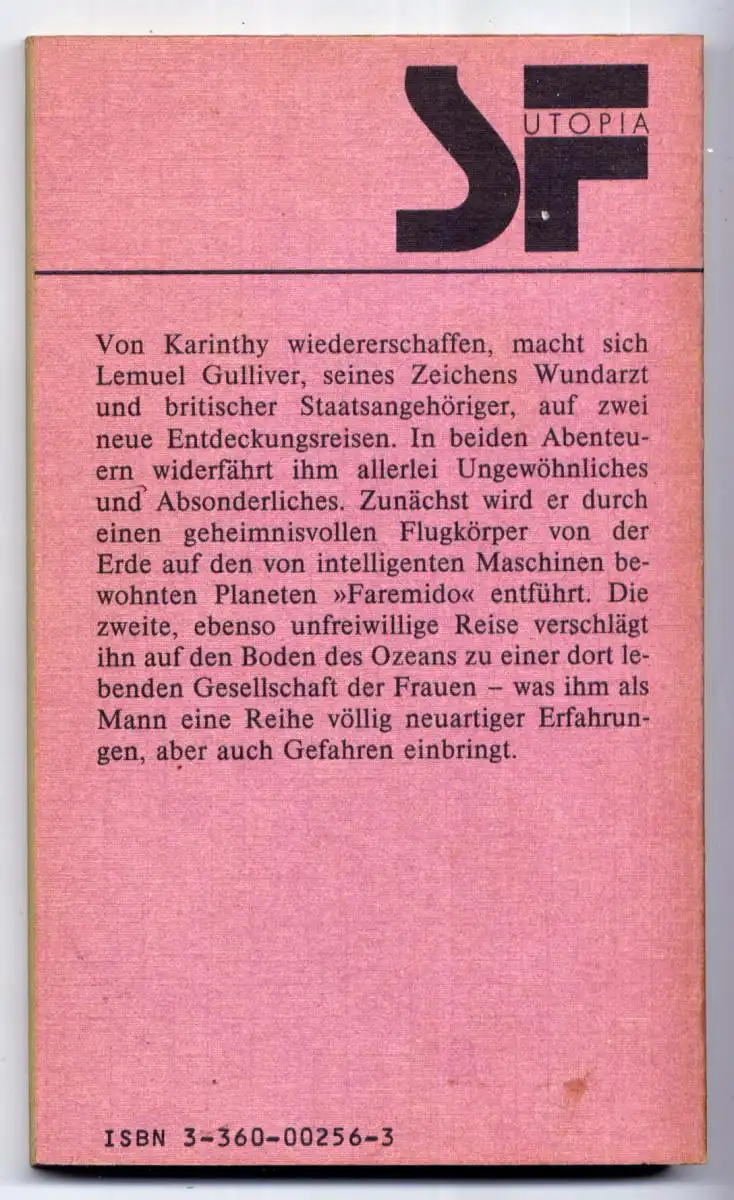 SF
UTOPIA
Von Karinthy wiedererschaffen, macht sich
Lemuel Gulliver, seines Zeichens Wundarzt
und britischer Staatsangehöriger, auf zwei
neue Entdeckungsreisen. In beiden Abenteu-
ern widerfährt ihm allerlei Ungewöhnliches
und Absonderliches. Zunächst wird er durch
einen geheimnisvollen Flugkörper von der
Erde auf den von intelligenten Maschinen be-
wohnten Planeten »Faremido« entführt. Die
zweite, ebenso unfreiwillige Reise verschlägt
ihn auf den Boden des Ozeans zu einer dort le-
benden Gesellschaft der Frauen – was ihm als
Mann eine Reihe völlig neuartiger Erfahrun-
gen, aber auch Gefahren einbringt.
ISBN 3-360-00256-3